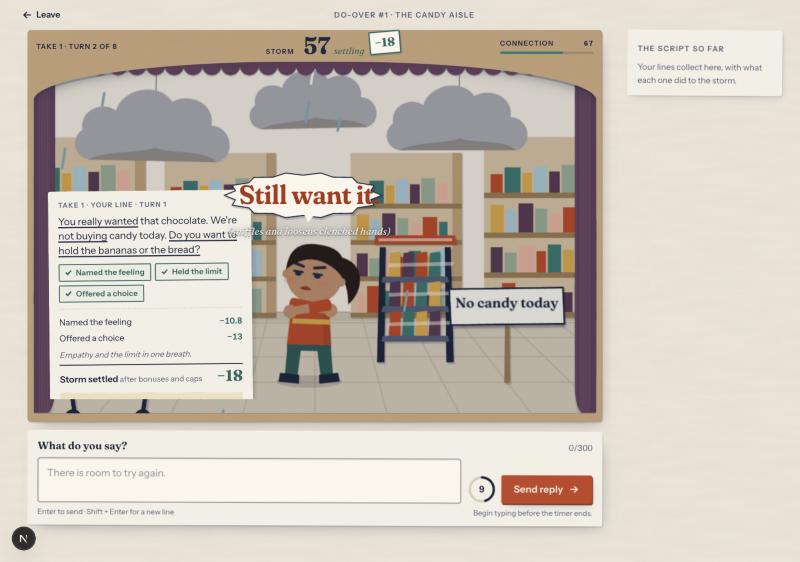 ← Leave
DO-OVER #1 · THE CANDY AISLE
TAKE 1 · TURN 2 OF 8
STORM 57 settling −18
CONNECTION 67
THE SCRIPT SO FAR
Your lines collect here, with what
each one did to the storm.
Still want it
and loosens clenched hands)
TAKE 1 · YOUR LINE · TURN 1
You really wanted that chocolate. We're
not buying candy today. Do you want to
hold the bananas or the bread?
✓ Named the feeling
✓ Held the limit
✓ Offered a choice
Named the feeling −10.8
Offered a choice −13
Empathy and the limit in one breath.
Storm settled after bonuses and caps −18
No candy today
What do you say?
0/300
There is room to try again.
9
Send reply →
Enter to send · Shift + Enter for a new line
Begin typing before the timer ends.
N